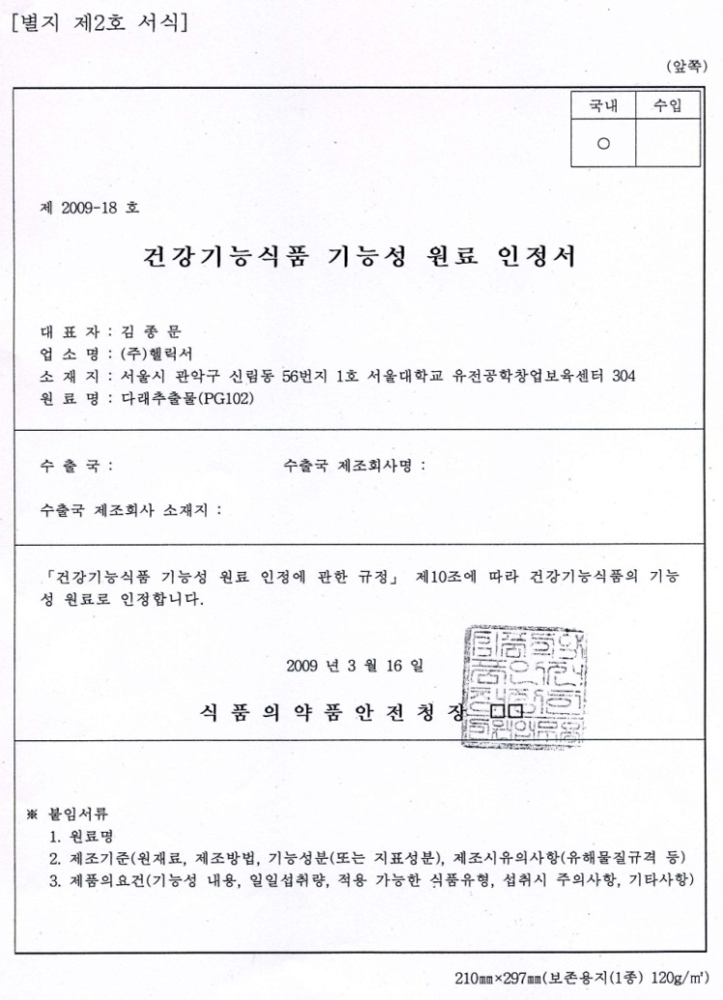 [별지 제2호 서식]
(앞쪽)
국내 수입
○
제 2009-18 호
건강기능식품 기능성 원료 인정서
대 표 자 : 김 종 문
업 소 명 : (주)헬릭서
소 재 지 : 서울시 관악구 신림동 56번지 1호 서울대학교 유전공학창업보육센터 304
원 료 명 : 다래추출물(PG102)
수 출 국 :                수출국 제조회사명 :
수출국 제조회사 소재지 :
「건강기능식품 기능성 원료 인정에 관한 규정」 제10조에 따라 건강기능식품의 기능
성 원료로 인정합니다.
2009 년 3 월 16 일
식 품 의 약 품 안 전 청 장 □□
※ 붙임서류
1. 원료명
2. 제조기준(원재료, 제조방법, 기능성분(또는 지표성분), 제조시유의사항(유해물질규격 등)
3. 제품의요건(기능성 내용, 일일섭취량, 적용 가능한 식품유형, 섭취시 주의사항, 기타사항)
210㎜×297㎜(보존용지(1종) 120g/㎡)